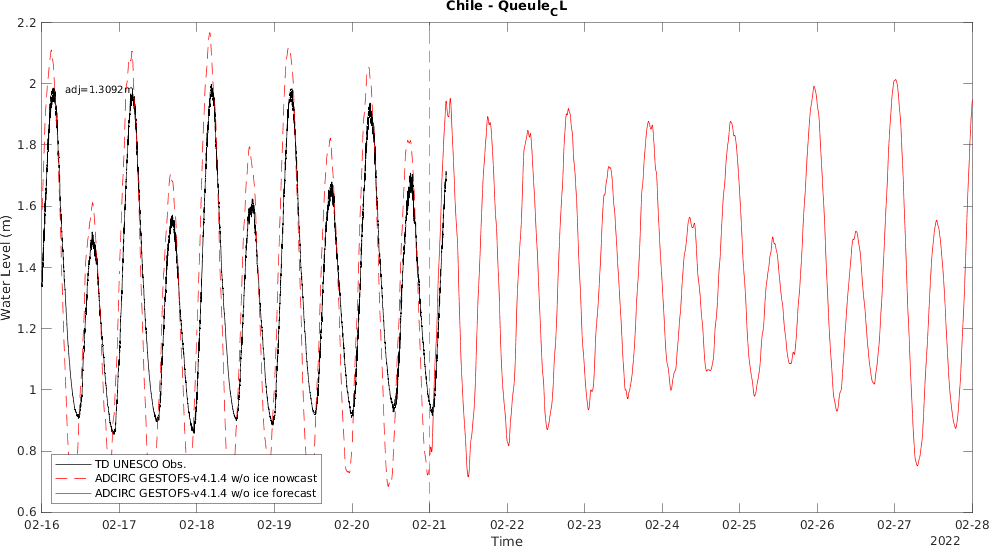 Chile - Queule_CL
2.2
2
1.8
1.6
1.4
1.2
1
0.8
0.6
Water Level (m)
adj=1.3092m
TD UNESCO Obs.
ADCIRC GESTOFS-v4.1.4 w/o ice nowcast
ADCIRC GESTOFS-v4.1.4 w/o ice forecast
02-16 02-17 02-18 02-19 02-20 02-21 02-22 02-23 02-24 02-25 02-26 02-27 02-28
Time
2022